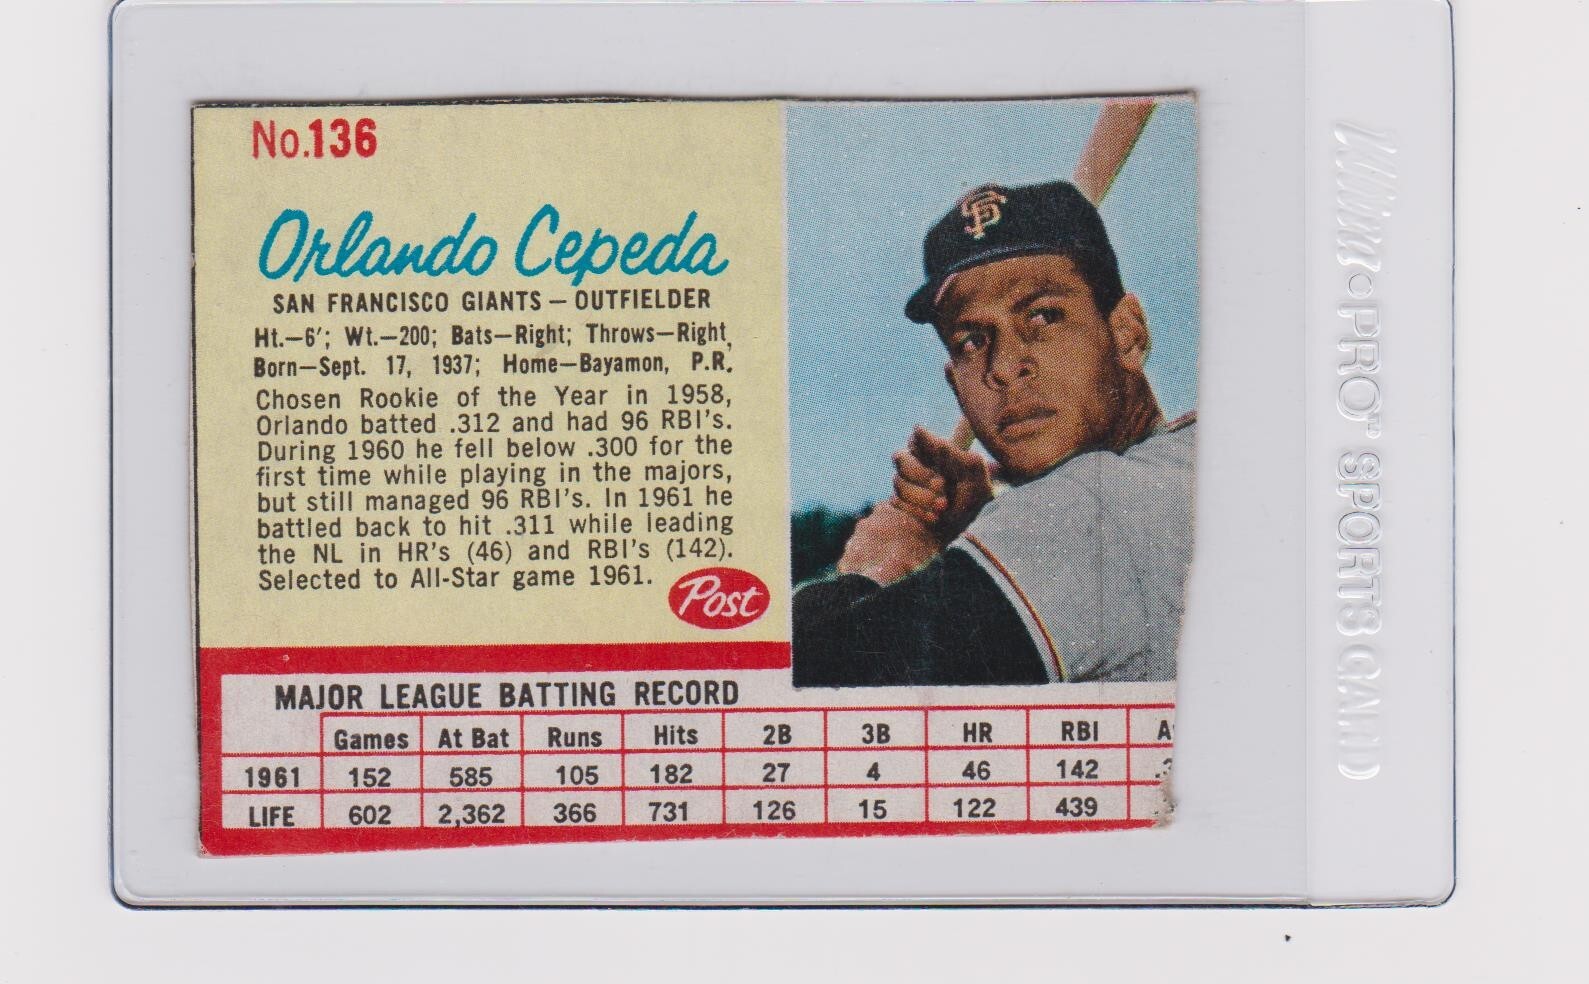 No.136
Orlando Cepeda
SAN FRANCISCO GIANTS — OUTFIELDER
Ht.—6'; Wt.—200; Bats—Right; Throws—Right,
Born—Sept. 17, 1937; Home—Bayamon, P.R.
Chosen Rookie of the Year in 1958,
Orlando batted .312 and had 96 RBI's.
During 1960 he fell below .300 for the
first time while playing in the majors,
but still managed 96 RBI's. In 1961 he
battled back to hit .311 while leading
the NL in HR's (46) and RBI's (142).
Selected to All-Star game 1961.
Post
MAJOR LEAGUE BATTING RECORD
Games At Bat Runs Hits 2B 3B HR RBI
1961 152 585 105 182 27 4 46 142
LIFE 602 2,362 366 731 126 15 122 439
SF
PRO SPORTS